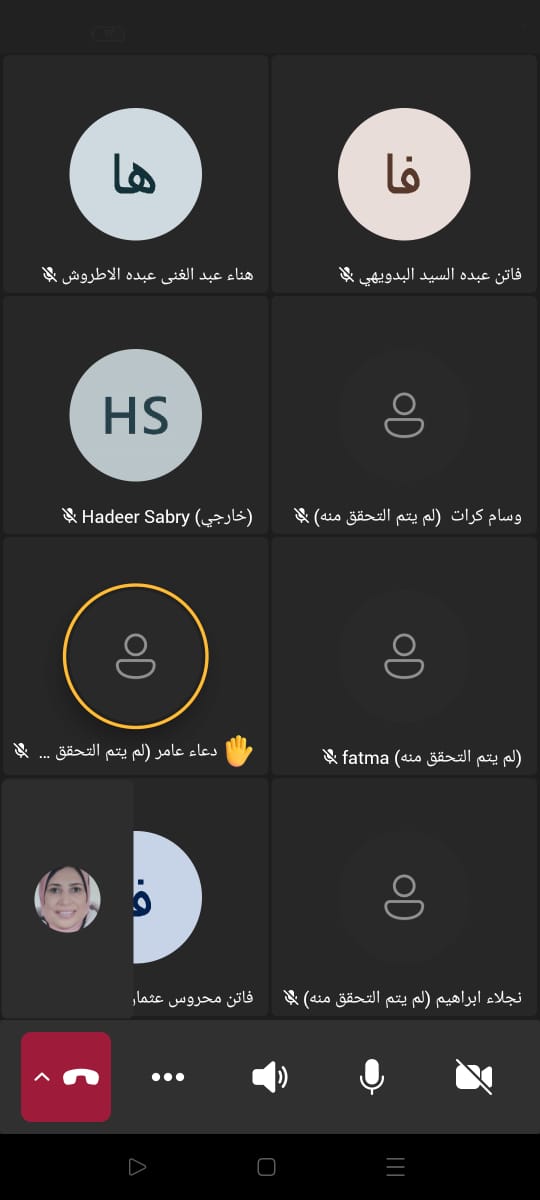 فا
فاتن عبده السيد البدويهي
ها
هناء عبد الغنى عبده الاطروش
وسام كرات (لم يتم التحقق منه)
HS
Hadeer Sabry (خارجي)
fatma (لم يتم التحقق منه)
دعاء عامر (لم يتم التحقق ...
نجلاء ابراهيم (لم يتم التحقق منه)
ف
فاتن محروس عثمان